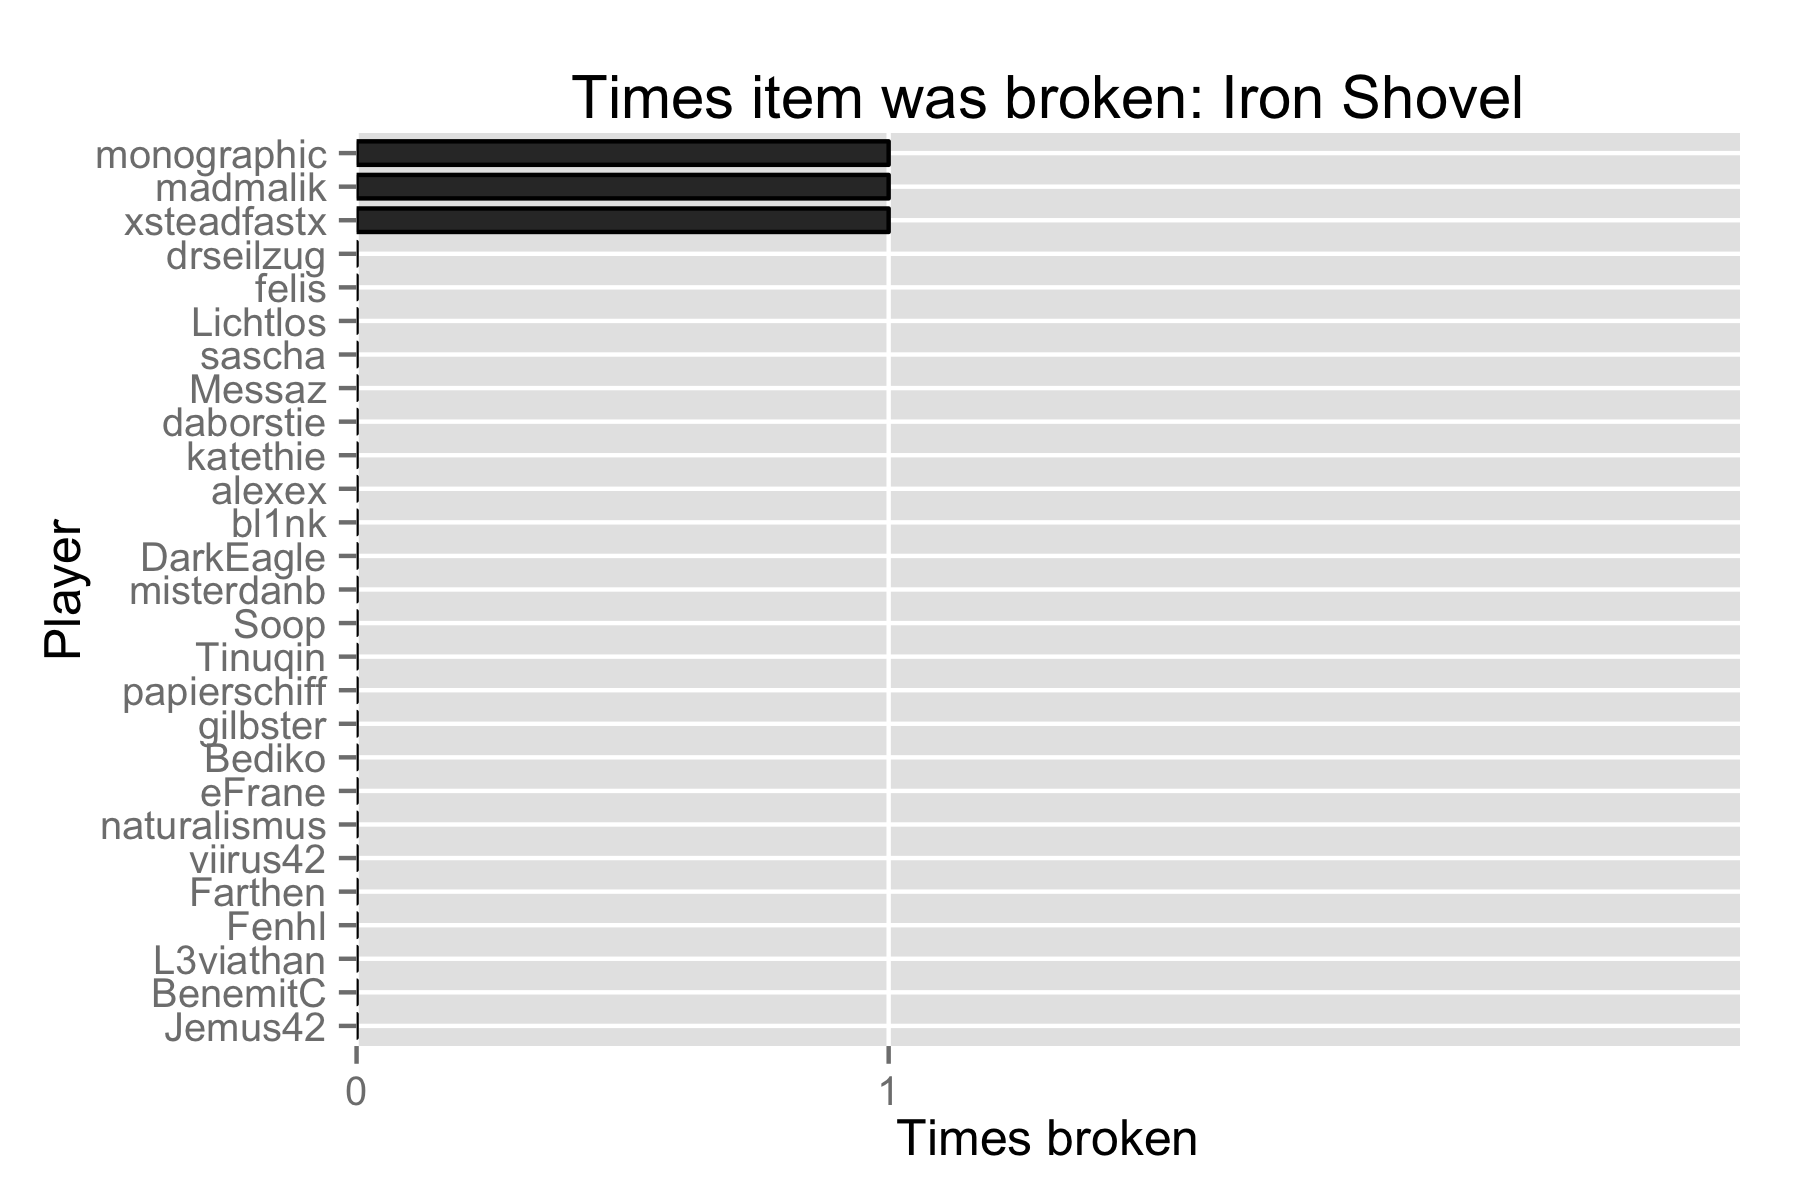 Times item was broken: Iron Shovel
monographic
madmalik
xsteadfastx
drseilzug
felis
Lichtlos
sascha
Messaz
daborstie
katethie
alexex
bl1nk
DarkEagle
misterdanb
Soop
Tinuqin
papierschiff
gilbster
Bediko
eFrane
naturalismus
viirus42
Farthen
Fenhl
L3viathan
BenemitC
Jemus42
Player
0 1
Times broken